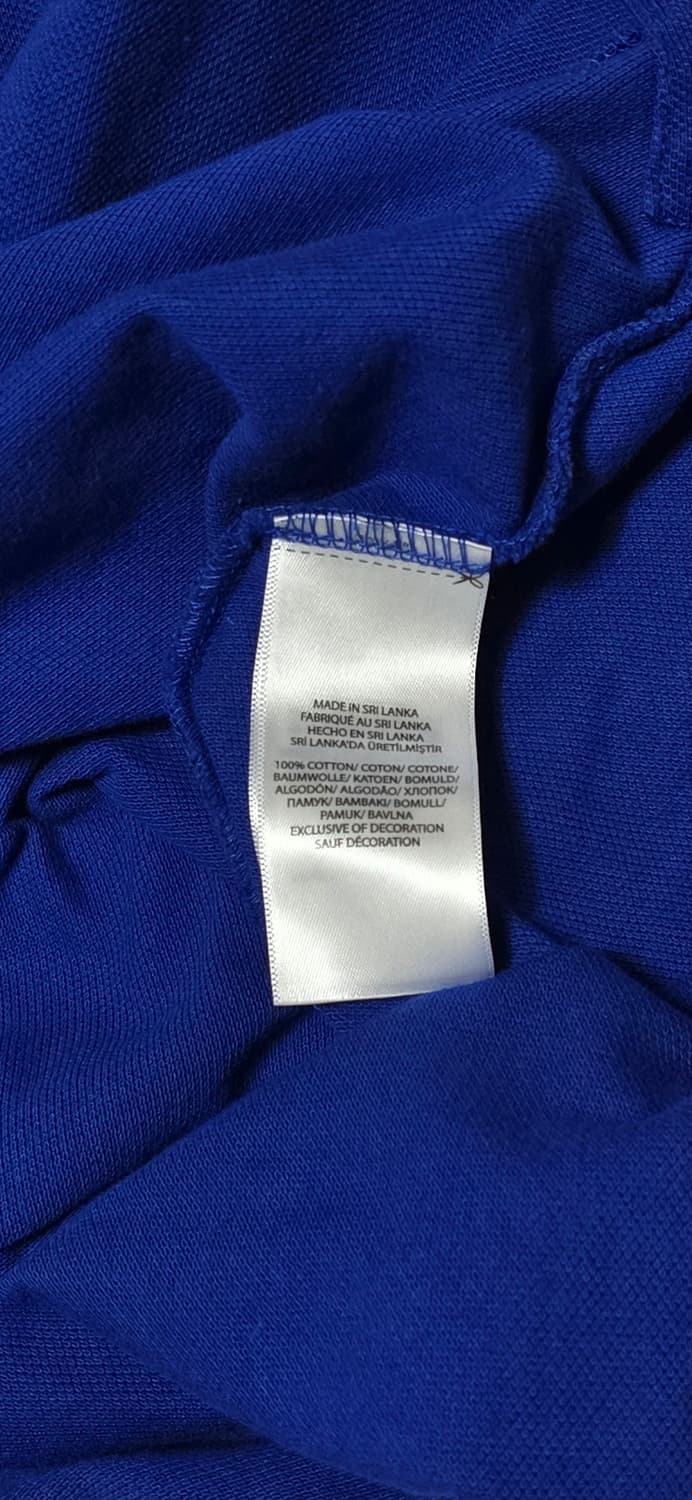 MADE IN SRI LANKA
FABRIQUÉ AU SRI LANKA
HECHO EN SRI LANKA
SRİ LANKA'DA ÜRETİLMİŞTİR
100% COTTON/ COTON/ COTONE/
BAUMWOLLE/ KATOEN/ BOMULD/
ALGODÓN/ ALGODÃO/ ХЛОПОК/
ПАМУК/ BAMBAKI/ BOMULL/
PAMUK/ BAVLNA
EXCLUSIVE OF DECORATION
SAUF DÉCORATION